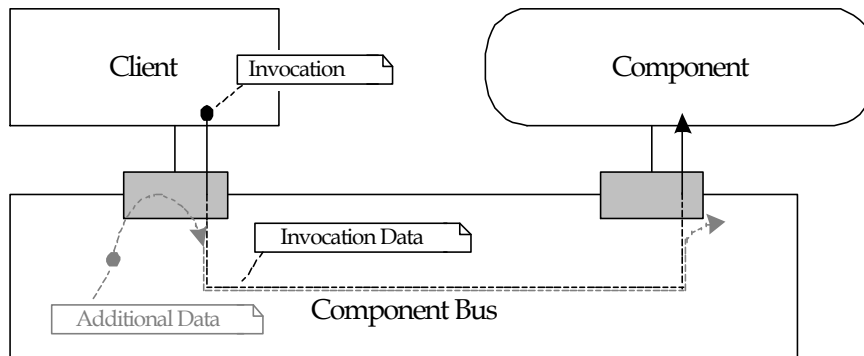 Client
Invocation
Component
Invocation Data
Additional Data
Component Bus